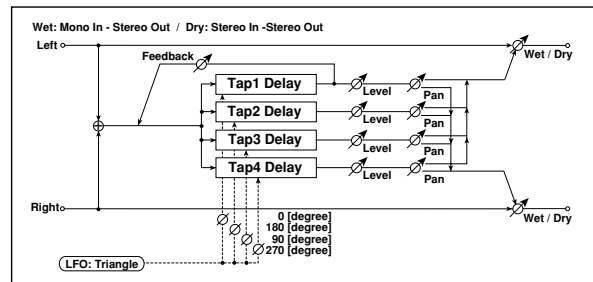 Wet: Mono In - Stereo Out / Dry: Stereo In -Stereo Out
Left
Wet / Dry
Feedback
Tap1 Delay
Level
Pan
Tap2 Delay
Level
Pan
Tap3 Delay
Level
Pan
Tap4 Delay
Level
Pan
Right
Wet / Dry
0 [degree]
180 [degree]
90 [degree]
270 [degree]
LFO: Triangle